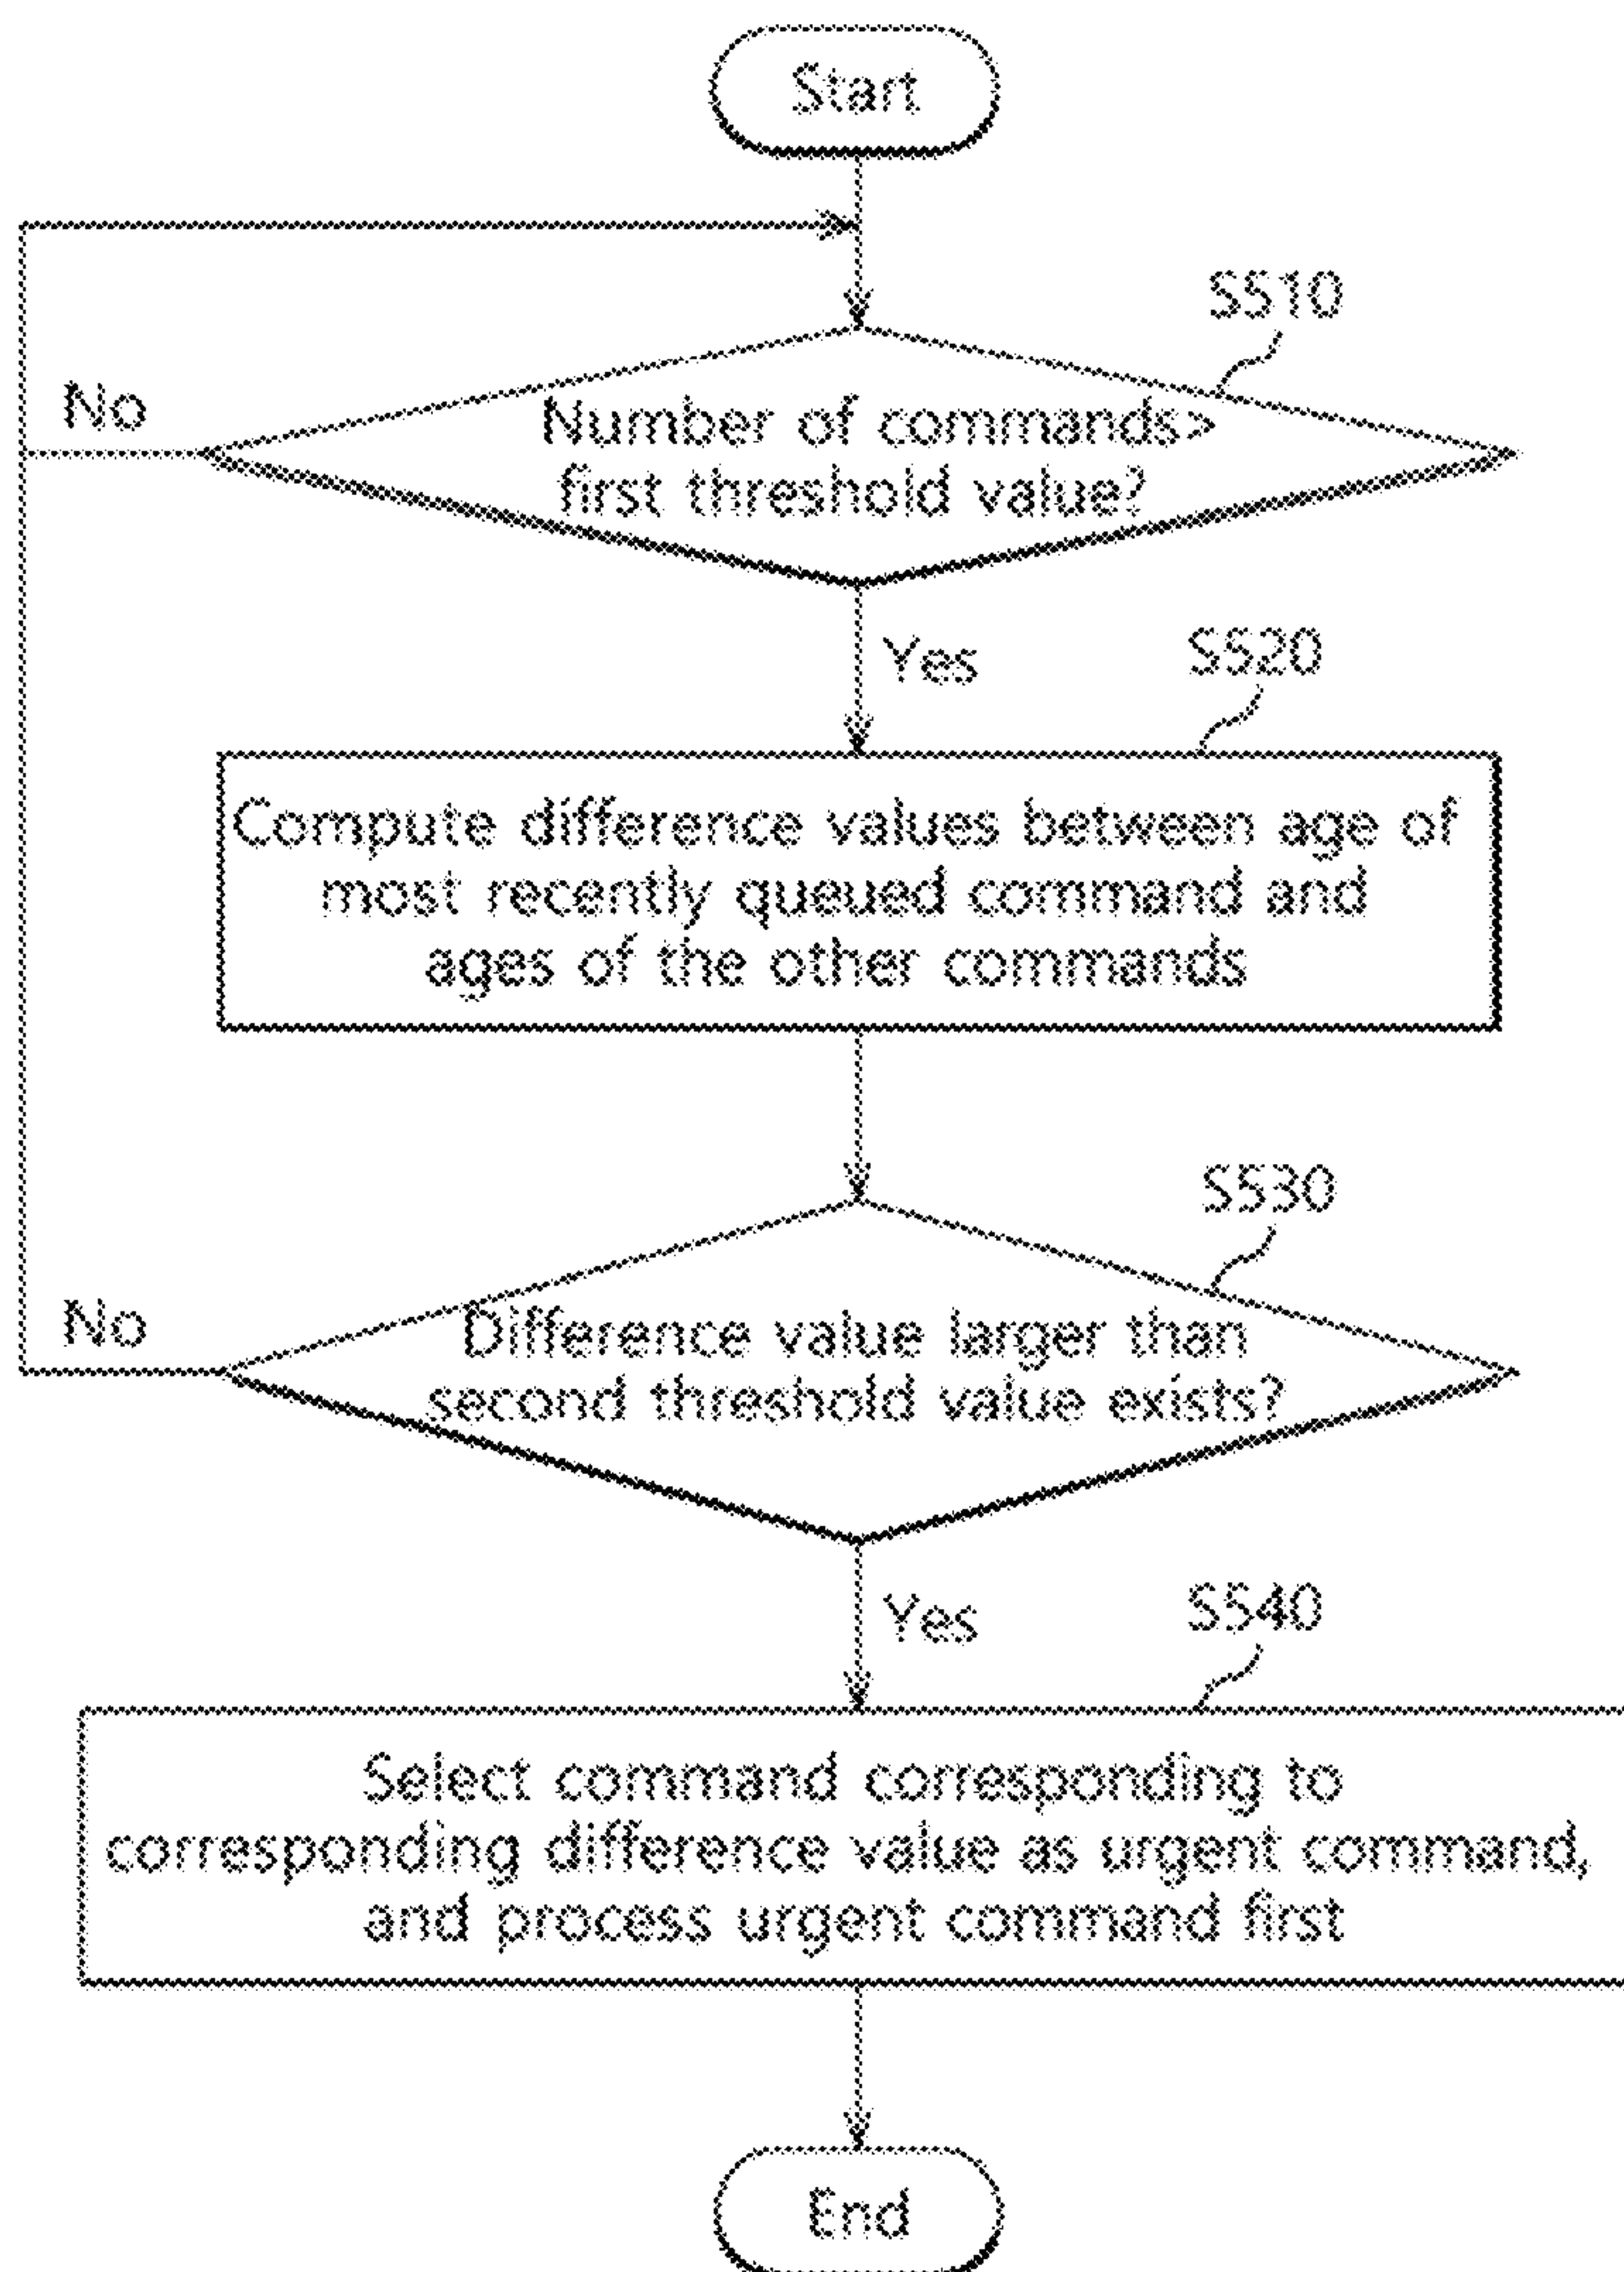 Start
S510
No
Number of commands>
first threshold value?
Yes
S520
Compute difference values between age of
most recently queued command and
ages of the other commands
S530
No
Difference value larger than
second threshold value exists?
Yes
S540
Select command corresponding to
corresponding difference value as urgent command,
and process urgent command first
End